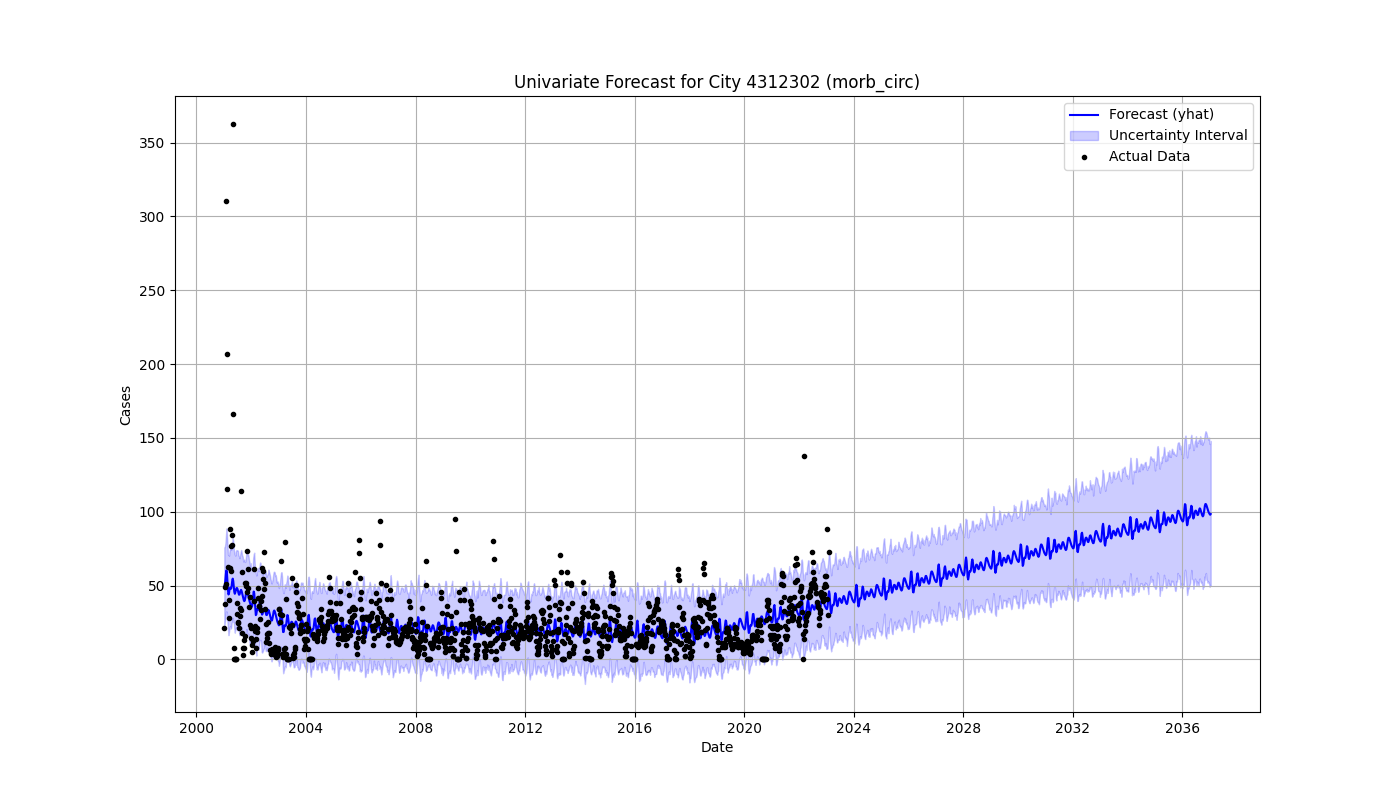 Univariate Forecast for City 4312302 (morb_circ)
Forecast (yhat)
Uncertainty Interval
Actual Data
Cases
350
300
250
200
150
100
50
0
2000 2004 2008 2012 2016 2020 2024 2028 2032 2036
Date